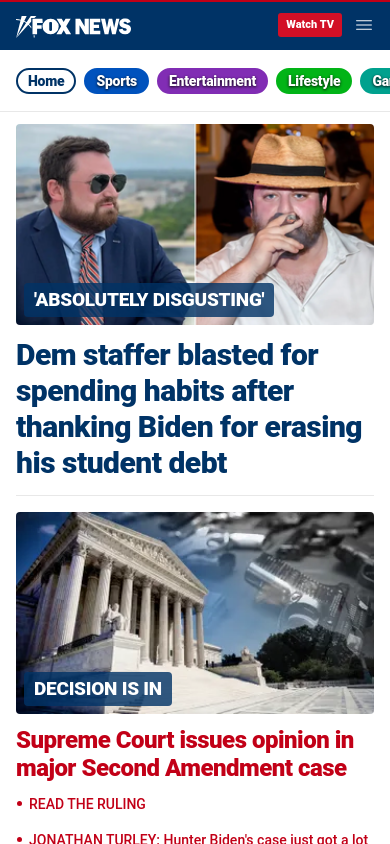 FOX NEWS
Watch TV
Home Sports Entertainment Lifestyle
'ABSOLUTELY DISGUSTING'
Dem staffer blasted for
spending habits after
thanking Biden for erasing
his student debt
DECISION IS IN
Supreme Court issues opinion in
major Second Amendment case
• READ THE RULING
• JONATHAN TURLEY: Hunter Biden's case just got a lot